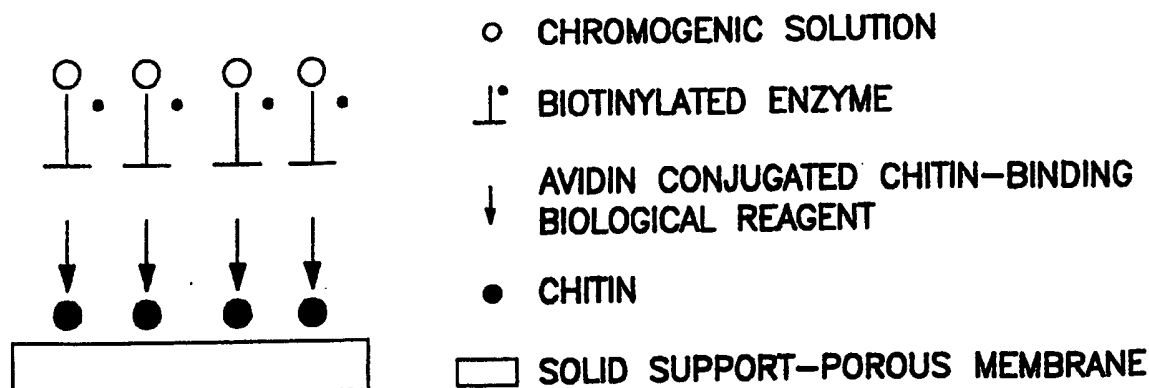 CHROMOGENIC SOLUTION
BIOTINYLATED ENZYME
AVIDIN CONJUGATED CHITIN-BINDING
BIOLOGICAL REAGENT
CHITIN
SOLID SUPPORT-POROUS MEMBRANE